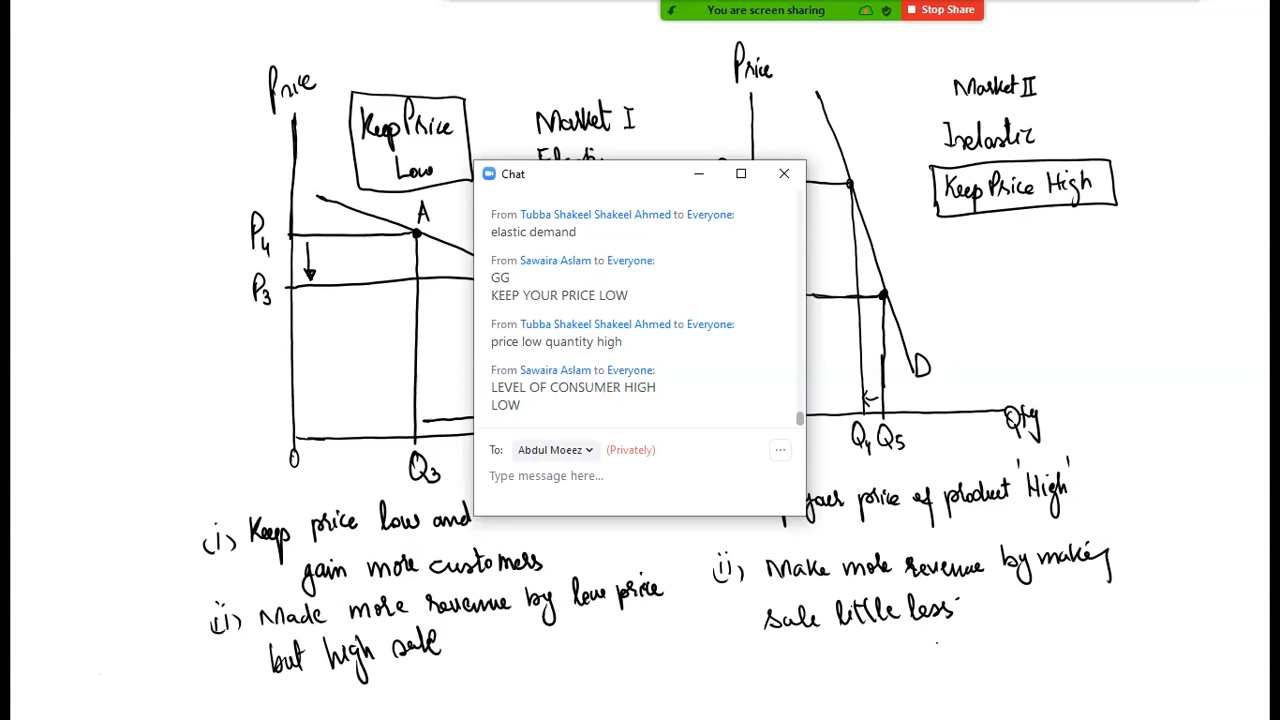 You are screen sharing
Stop Share
Price
Keep Price
Low
Market I
A
P4
P3
0
Q3
(i) Keep price low and
gain more customers
(ii) Made more revenue by low price
but high sale
Chat
From Tubba Shakeel Shakeel Ahmed to Everyone:
elastic demand
From Sawaira Aslam to Everyone:
GG
KEEP YOUR PRICE LOW
From Tubba Shakeel Shakeel Ahmed to Everyone:
price low quantity high
From Sawaira Aslam to Everyone:
LEVEL OF CONSUMER HIGH
LOW
To: Abdul Moeez (Privately)
Type message here...
Price
Market II
Inelastic
Keep Price High
D
Q4 Q5
Qty
your price of product 'High'
(ii) Make more revenue by making
sale little less